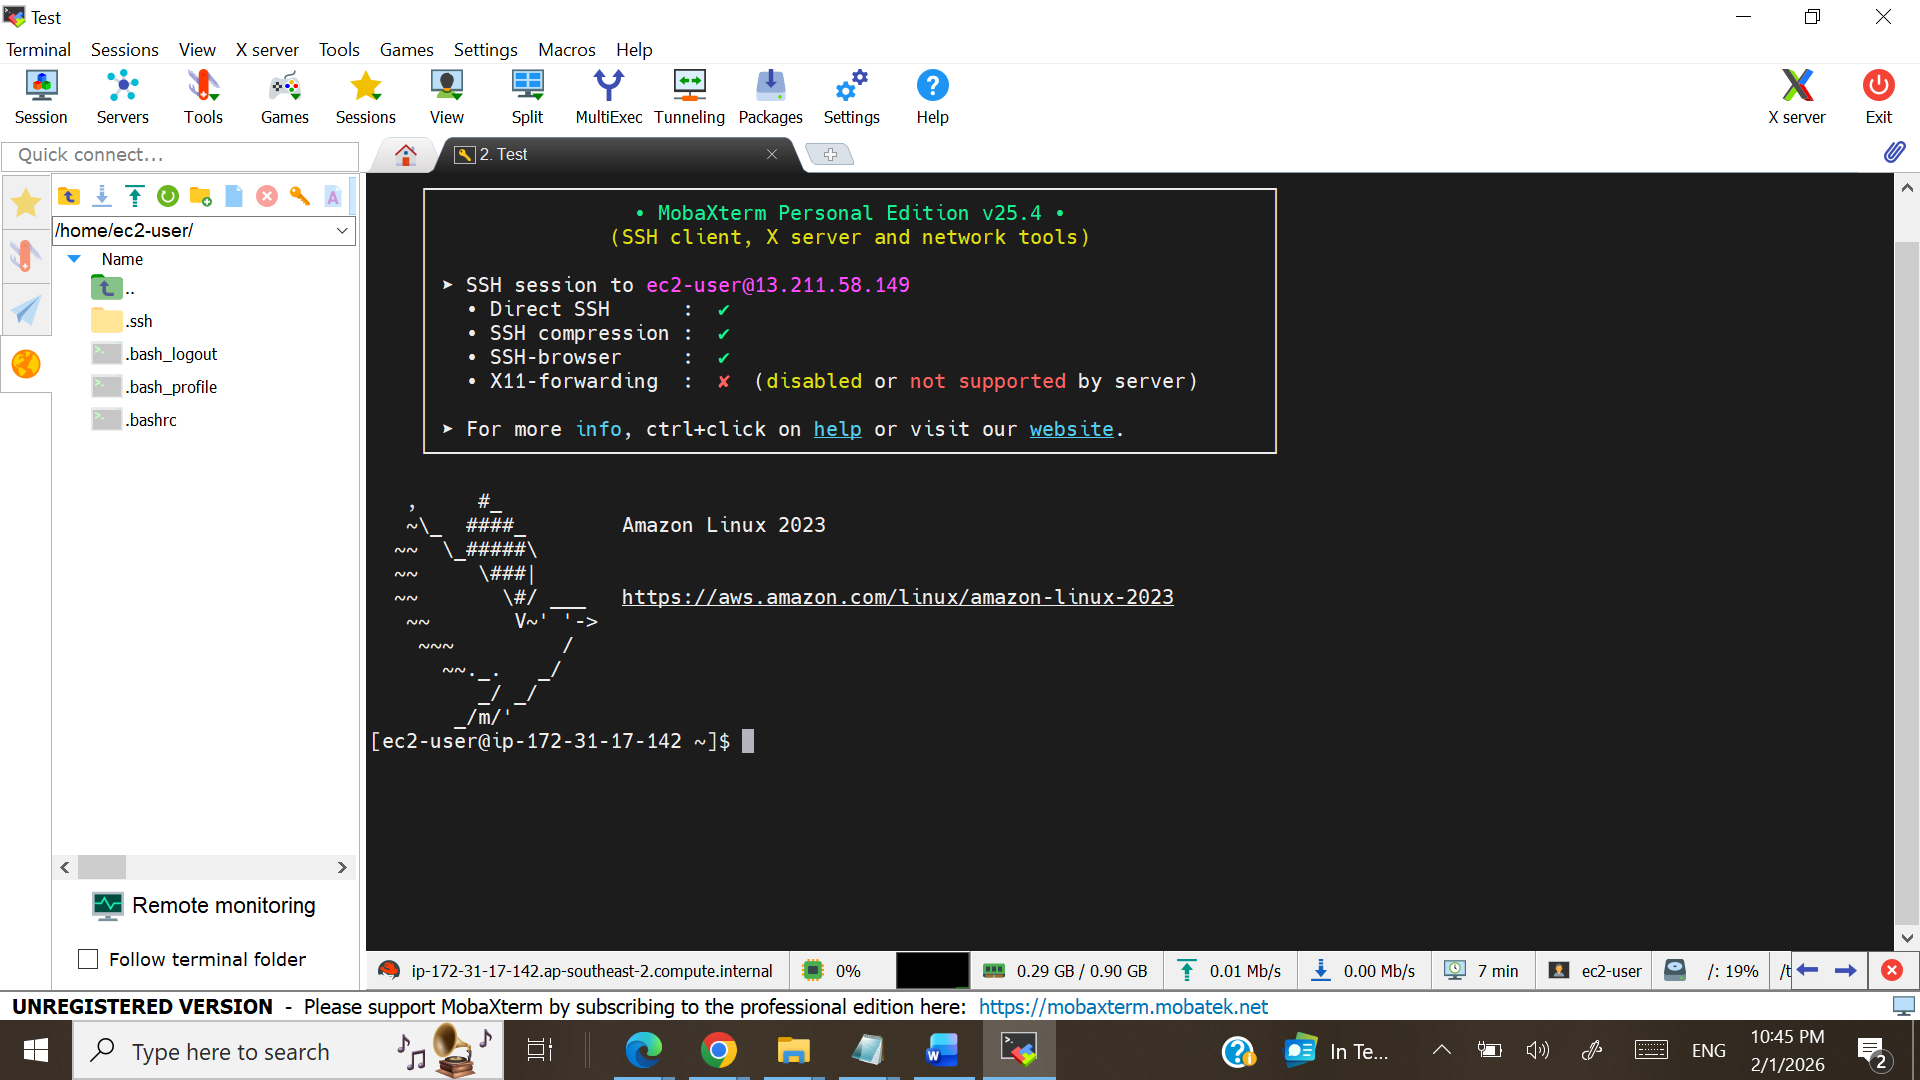 Test
Terminal Sessions View X server Tools Games Settings Macros Help
Session Servers Tools Games Sessions View Split MultiExec Tunneling Packages Settings Help X server Exit
Quick connect...
2. Test
/home/ec2-user/
Name
..
.ssh
.bash_logout
.bash_profile
.bashrc
Remote monitoring
Follow terminal folder
• MobaXterm Personal Edition v25.4 •
(SSH client, X server and network tools)
➤ SSH session to ec2-user@13.211.58.149
• Direct SSH : ✔
• SSH compression : ✔
• SSH-browser : ✔
• X11-forwarding : ✘ (disabled or not supported by server)
➤ For more info, ctrl+click on help or visit our website.
   ,     #_
   ~\_  ####_        Amazon Linux 2023
  ~~  \_#####\
  ~~     \###|
  ~~       \#/ ___   https://aws.amazon.com/linux/amazon-linux-2023
   ~~       V~' '->
    ~~~         /
      ~~._.   _/
         _/ _/
       _/m/'
[ec2-user@ip-172-31-17-142 ~]$
ip-172-31-17-142.ap-southeast-2.compute.internal 0% 0.29 GB / 0.90 GB 0.01 Mb/s 0.00 Mb/s 7 min ec2-user /: 19% /t
UNREGISTERED VERSION - Please support MobaXterm by subscribing to the professional edition here: https://mobaxterm.mobatek.net
Type here to search
In Te...
ENG
10:45 PM
2/1/2026
2